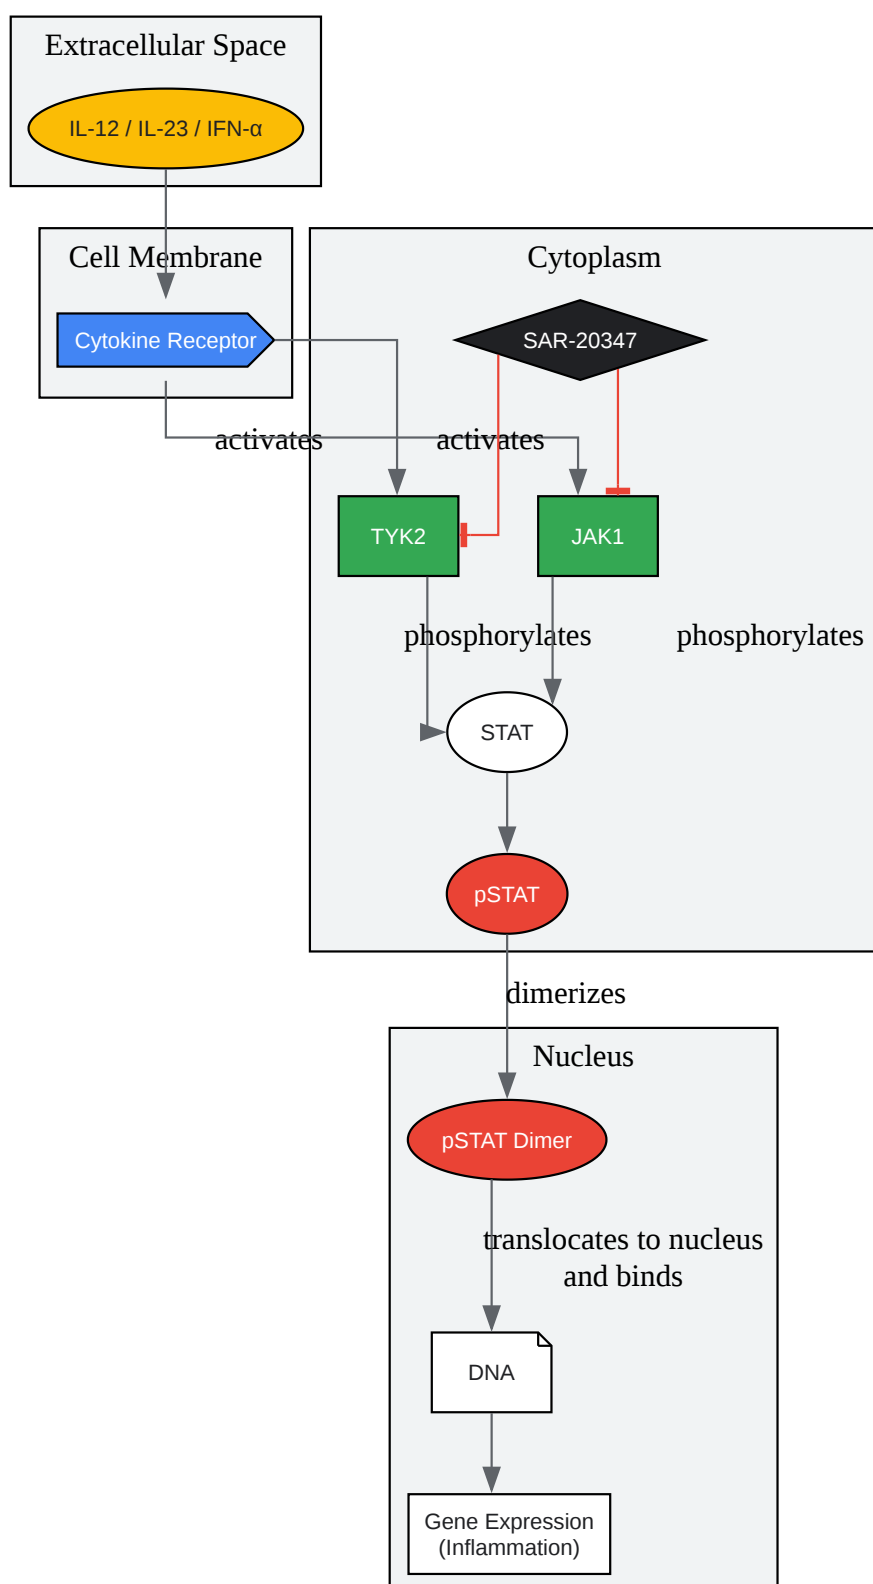 Extracellular Space
IL-12 / IL-23 / IFN-α
Cell Membrane
Cytoplasm
Cytokine Receptor
SAR-20347
activates
activates
TYK2
JAK1
phosphorylates
phosphorylates
STAT
pSTAT
dimerizes
Nucleus
pSTAT Dimer
translocates to nucleus
and binds
DNA
Gene Expression
(Inflammation)